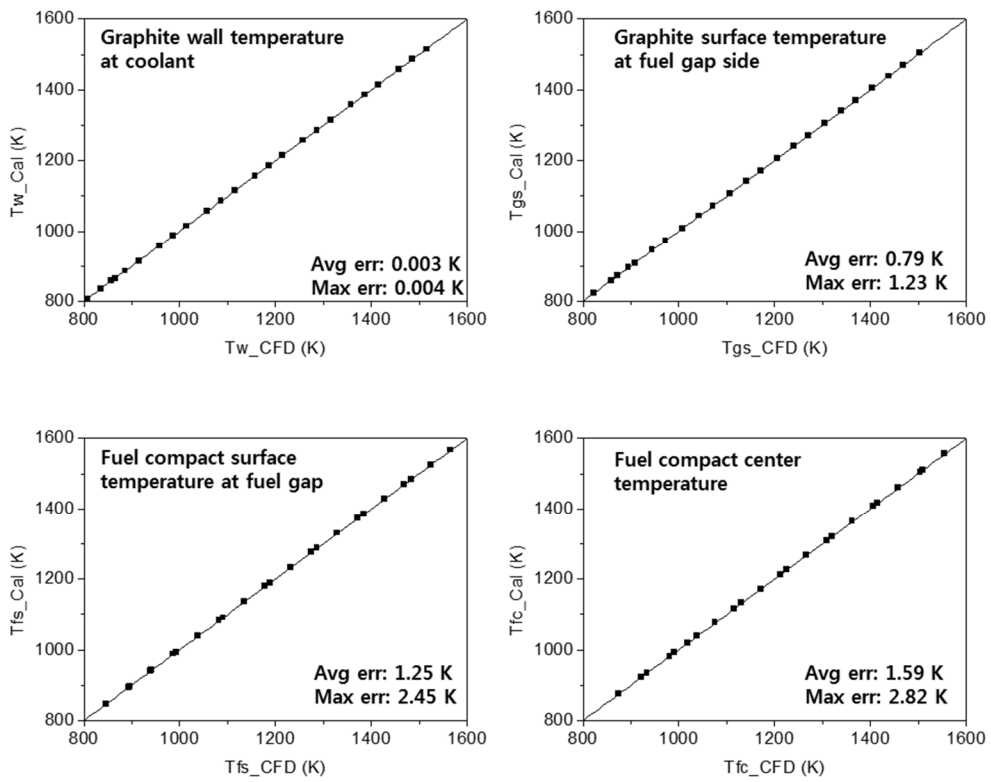 Graphite wall temperature
at coolant
Avg err: 0.003 K
Max err: 0.004 K
1600
1400
1200
1000
800
Tw_Cal (K)
800 1000 1200 1400 1600
Tw_CFD (K)
Graphite surface temperature
at fuel gap side
Avg err: 0.79 K
Max err: 1.23 K
1600
1400
1200
1000
800
Tgs_Cal (K)
800 1000 1200 1400 1600
Tgs_CFD (K)
Fuel compact surface
temperature at fuel gap
Avg err: 1.25 K
Max err: 2.45 K
1600
1400
1200
1000
800
Tfs_Cal (K)
800 1000 1200 1400 1600
Tfs_CFD (K)
Fuel compact center
temperature
Avg err: 1.59 K
Max err: 2.82 K
1600
1400
1200
1000
800
Tfc_Cal (K)
800 1000 1200 1400 1600
Tfc_CFD (K)